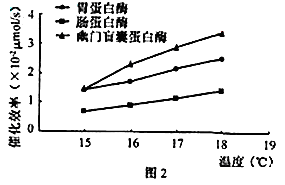 胃蛋白酶
肠蛋白酶
幽门盲囊蛋白酶
催化效率(×10⁻²μmol/s)
4
3
2
1
0
15 16 17 18 19
温度(℃)
图2